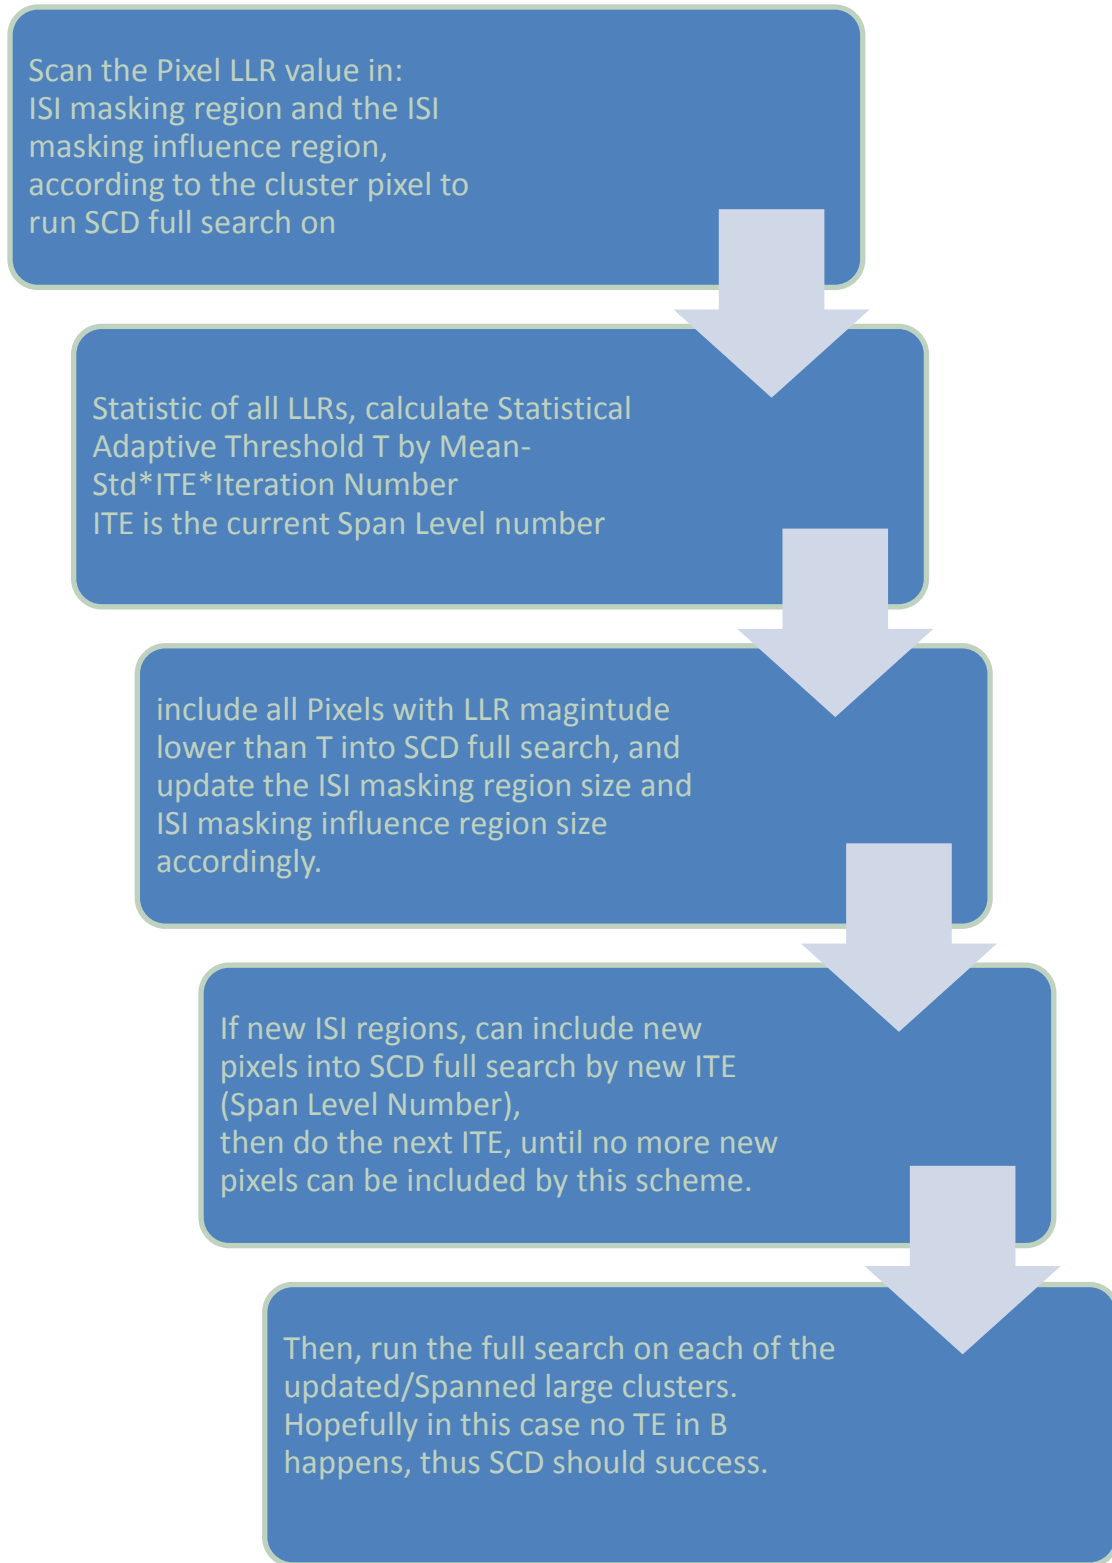 Scan the Pixel LLR value in:
ISI masking region and the ISI
masking influence region,
according to the cluster pixel to
run SCD full search on
Statistic of all LLRs, calculate Statistical
Adaptive Threshold T by Mean-
Std*ITE*Iteration Number
ITE is the current Span Level number
include all Pixels with LLR magintude
lower than T into SCD full search, and
update the ISI masking region size and
ISI masking influence region size
accordingly.
If new ISI regions, can include new
pixels into SCD full search by new ITE
(Span Level Number),
then do the next ITE, until no more new
pixels can be included by this scheme.
Then, run the full search on each of the
updated/Spanned large clusters.
Hopefully in this case no TE in B
happens, thus SCD should success.